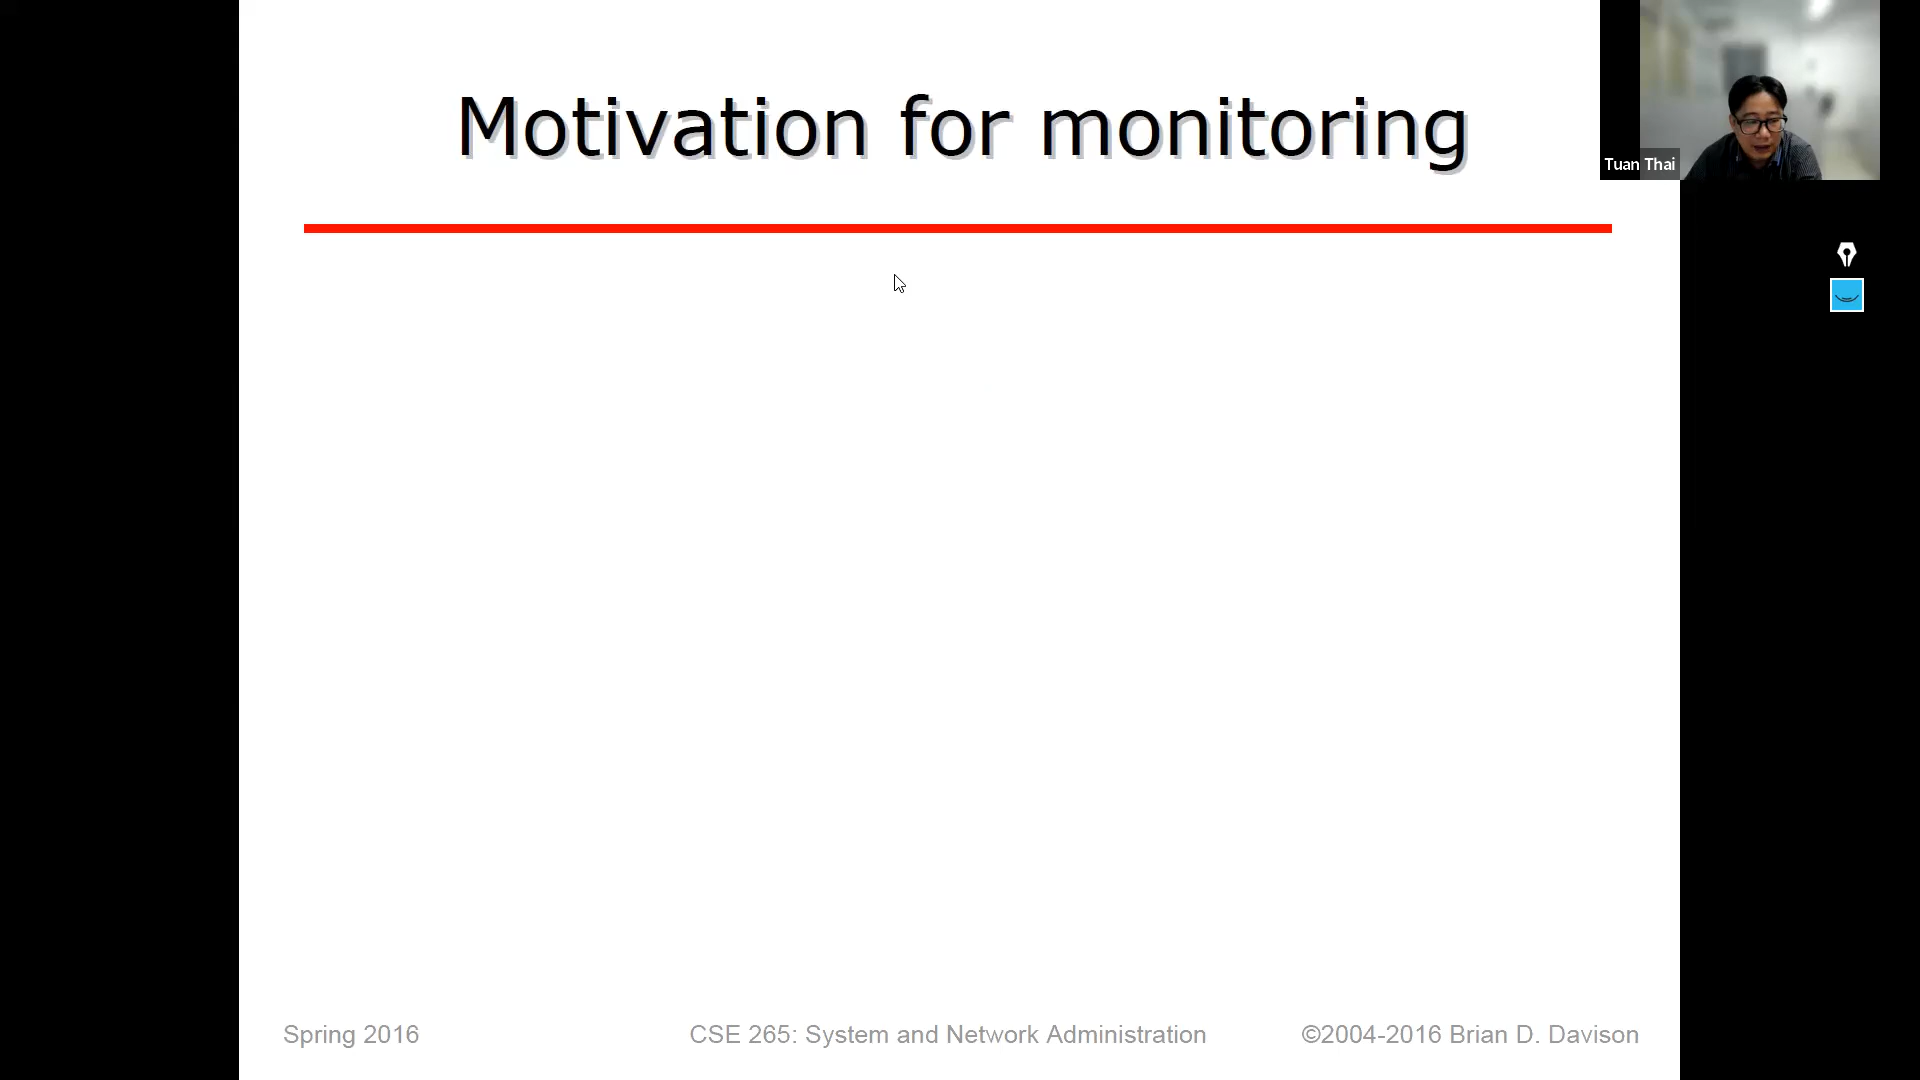 Motivation for monitoring
Tuan Thai
Spring 2016
CSE 265: System and Network Administration
©2004-2016 Brian D. Davison